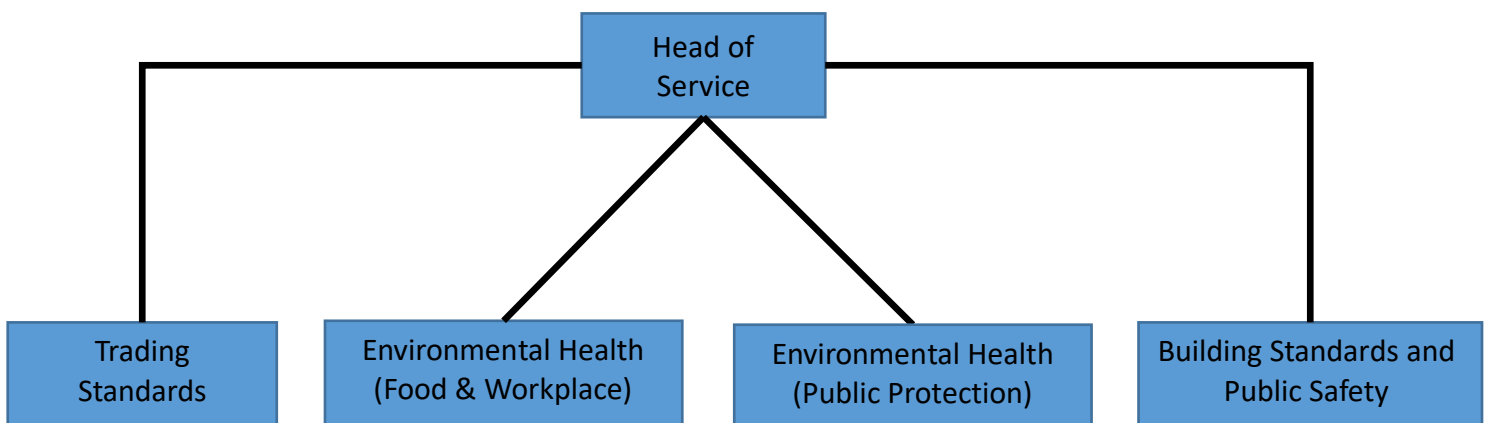 Head of
Service
Trading
Standards
Environmental Health
(Food & Workplace)
Environmental Health
(Public Protection)
Building Standards and
Public Safety